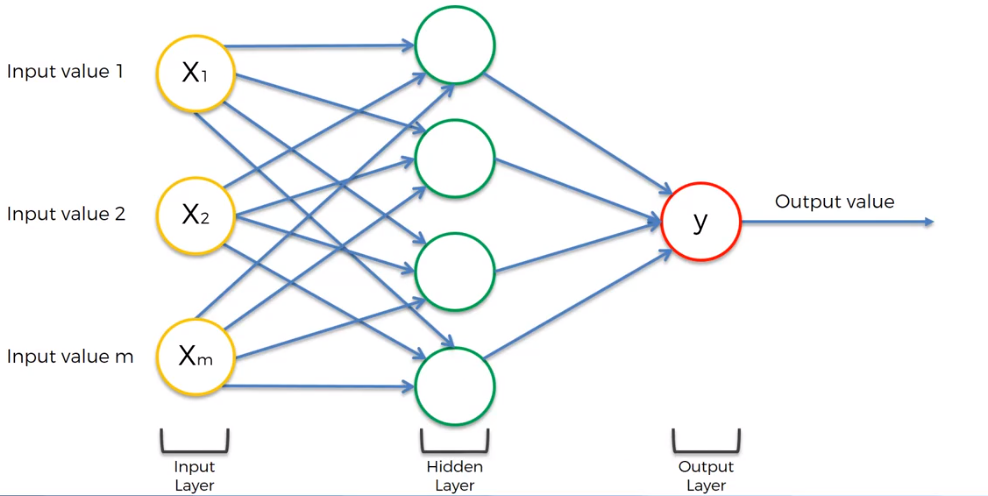 Input value 1
X1
Input value 2
X2
Input value m
Xm
y
Output value
Input
Layer
Hidden
Layer
Output
Layer